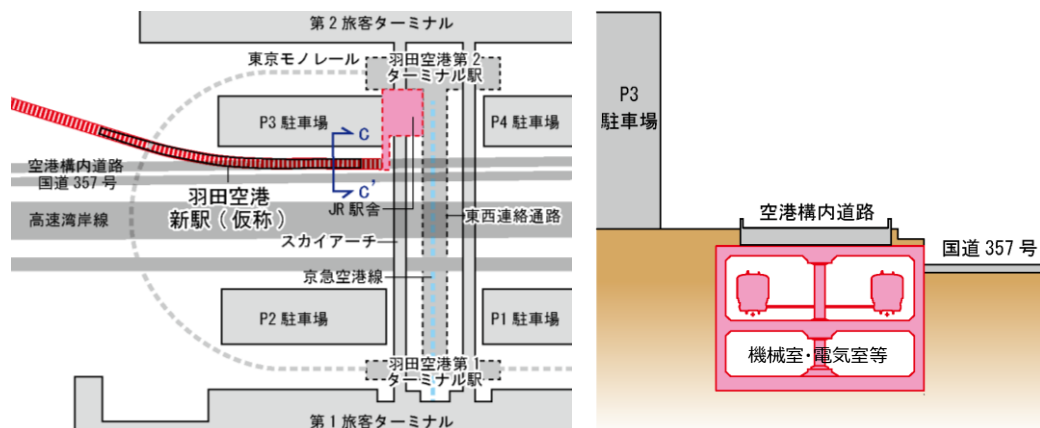 第２旅客ターミナル
東京モノレール
羽田空港第２
ターミナル駅
P3 駐車場
P4 駐車場
C
空港構内道路
国道 357 号
C'
羽田空港
新駅（仮称）
JR 駅舎
高速湾岸線
東西連絡通路
スカイアーチ
京急空港線
P2 駐車場
P1 駐車場
羽田空港第１
ターミナル駅
第１旅客ターミナル
P3
駐車場
空港構内道路
国道 357 号
機械室・電気室等